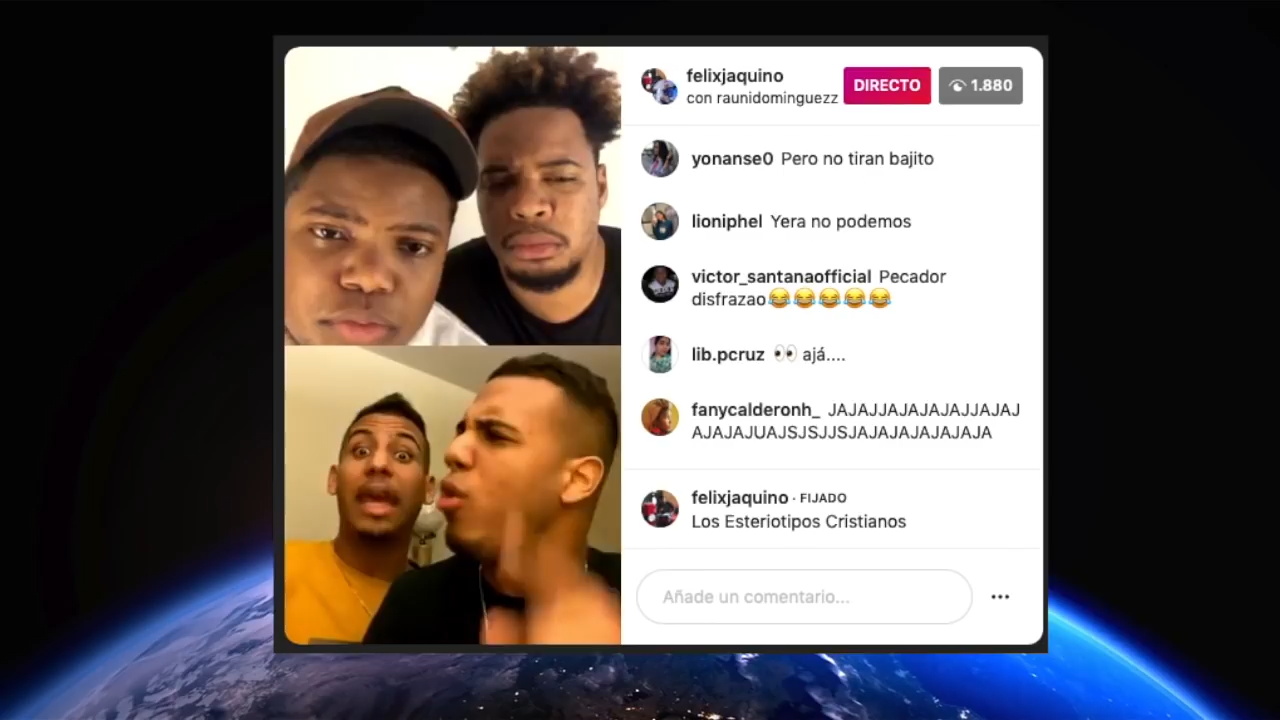 felixjaquino
con raunidominguezz
DIRECTO
1.880
yonanse0 Pero no tiran bajito
lioniphel Yera no podemos
victor_santanaofficial Pecador
disfrazao😂😂😂😂😂
lib.pcruz 👀 ajá....
fanycalderonh_ JAJAJJAJAJAJAJJAJAJ
AJAJAJUAJSJSJJSJAJAJAJAJAJAJA
felixjaquino · FIJADO
Los Esteriotipos Cristianos
Añade un comentario...